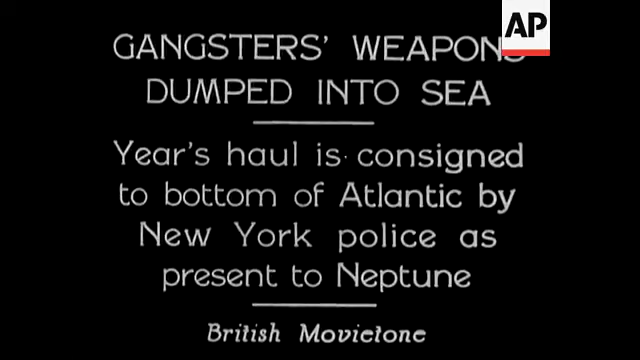 AP
GANGSTERS' WEAPONS
DUMPED INTO SEA
Year's haul is consigned
to bottom of Atlantic by
New York police as
present to Neptune
British Movietone